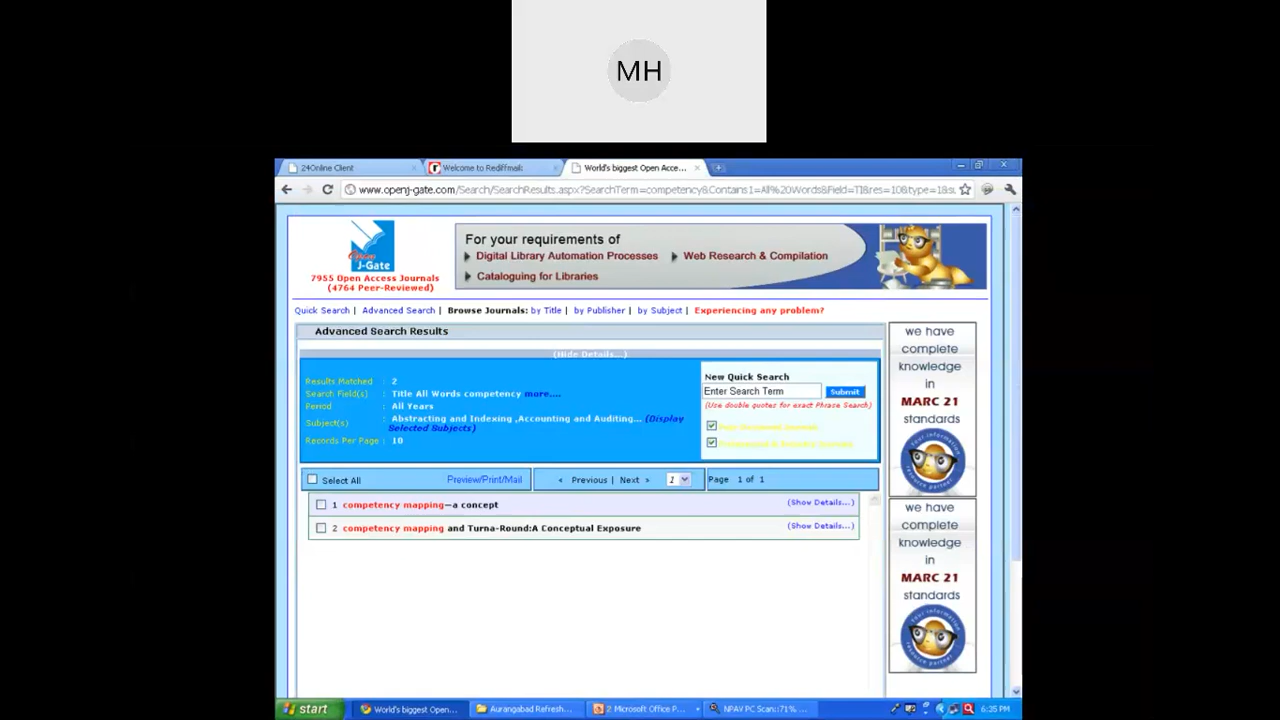 MH
24Online Client
Welcome to Rediffmail
World's biggest Open Acce...
www.openj-gate.com/Search/SearchResults.aspx?SearchTerm=competency&Contains1=All%20Words&Field=TI&res=10&type=1&su
Open J-Gate
7955 Open Access Journals
(4764 Peer-Reviewed)
For your requirements of
Digital Library Automation Processes
Web Research & Compilation
Cataloguing for Libraries
Quick Search | Advanced Search | Browse Journals: by Title | by Publisher | by Subject | Experiencing any problem?
Advanced Search Results
(Hide Details...)
Results Matched : 2
Search Field(s) : Title All Words competency more....
Period : All Years
Subject(s) : Abstracting and Indexing ,Accounting and Auditing... (Display Selected Subjects)
Records Per Page : 10
New Quick Search
Enter Search Term
Submit
(Use double quotes for exact Phrase Search)
Select All
Preview/Print/Mail
< Previous | Next > 1
Page 1 of 1
1 competency mapping—a concept (Show Details...)
2 competency mapping and Turna-Round:A Conceptual Exposure (Show Details...)
we have
complete
knowledge
in
MARC 21
standards
Your information
resource partner
we have
complete
knowledge
in
MARC 21
standards
Your information
resource partner
start
World's biggest Open...
Aurangabad Refresh...
2 Microsoft Office P...
NPAV PC Scan::71% ...
6:35 PM